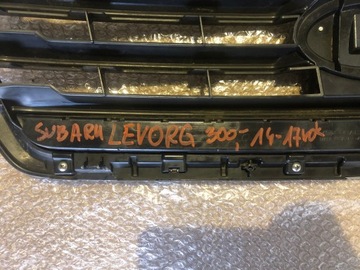 SUBARU LEVORG 300,- 14-17rok